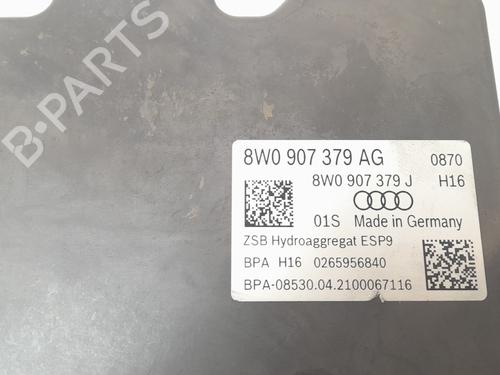 B-PARTS
8W0 907 379 AG 0870
8W0 907 379 J H16
01S Made in Germany
ZSB Hydroaggregat ESP9
BPA H16 0265956840
BPA-08530.04.2100067116